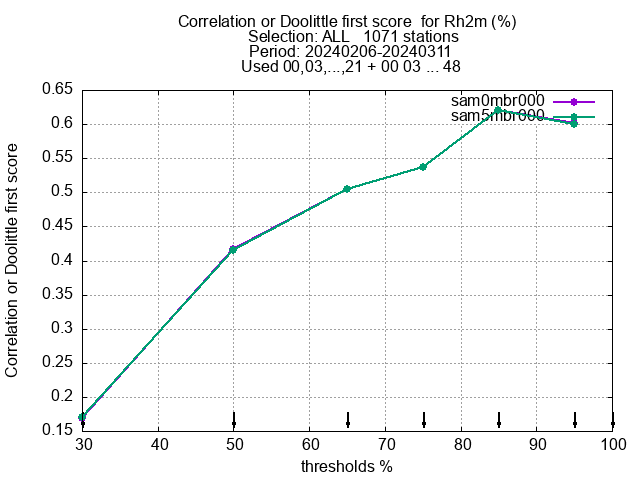 Correlation or Doolittle first score  for Rh2m (%)
Selection: ALL   1071 stations
Period: 20240206-20240311
Used 00,03,...,21 + 00 03 ... 48
sam0mbr000
sam5mbr000
Correlation or Doolittle first score
0.65
0.6
0.55
0.5
0.45
0.4
0.35
0.3
0.25
0.2
0.15
30 40 50 60 70 80 90 100
thresholds %